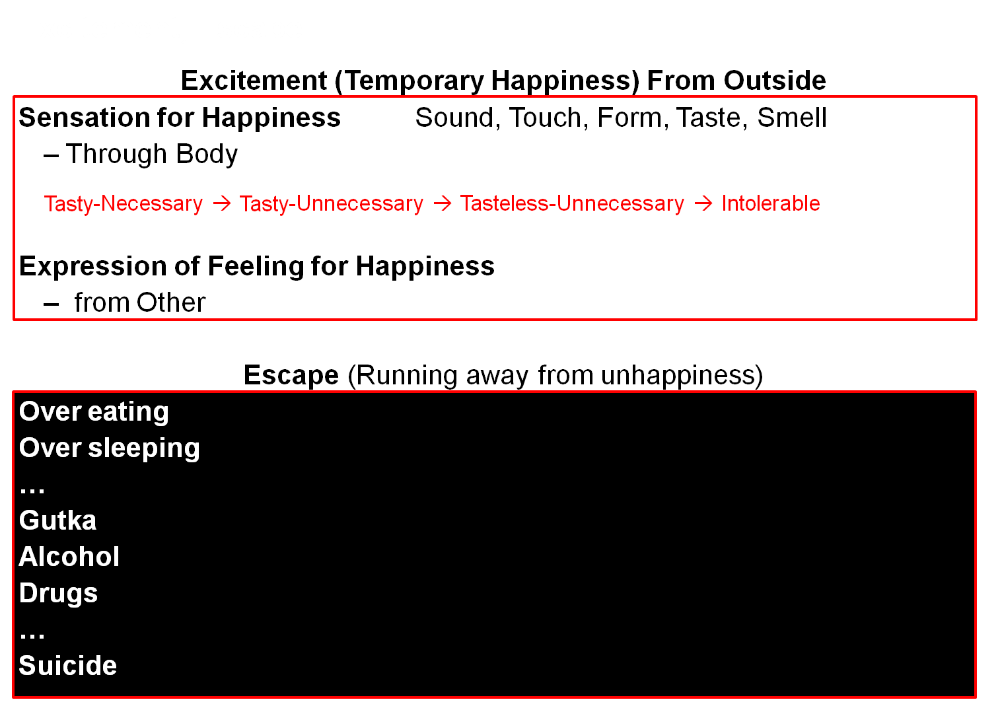 Excitement (Temporary Happiness) From Outside
Sensation for Happiness Sound, Touch, Form, Taste, Smell
– Through Body
Tasty-Necessary → Tasty-Unnecessary → Tasteless-Unnecessary → Intolerable
Expression of Feeling for Happiness
– from Other
Escape (Running away from unhappiness)
Over eating
Over sleeping
…
Gutka
Alcohol
Drugs
…
Suicide